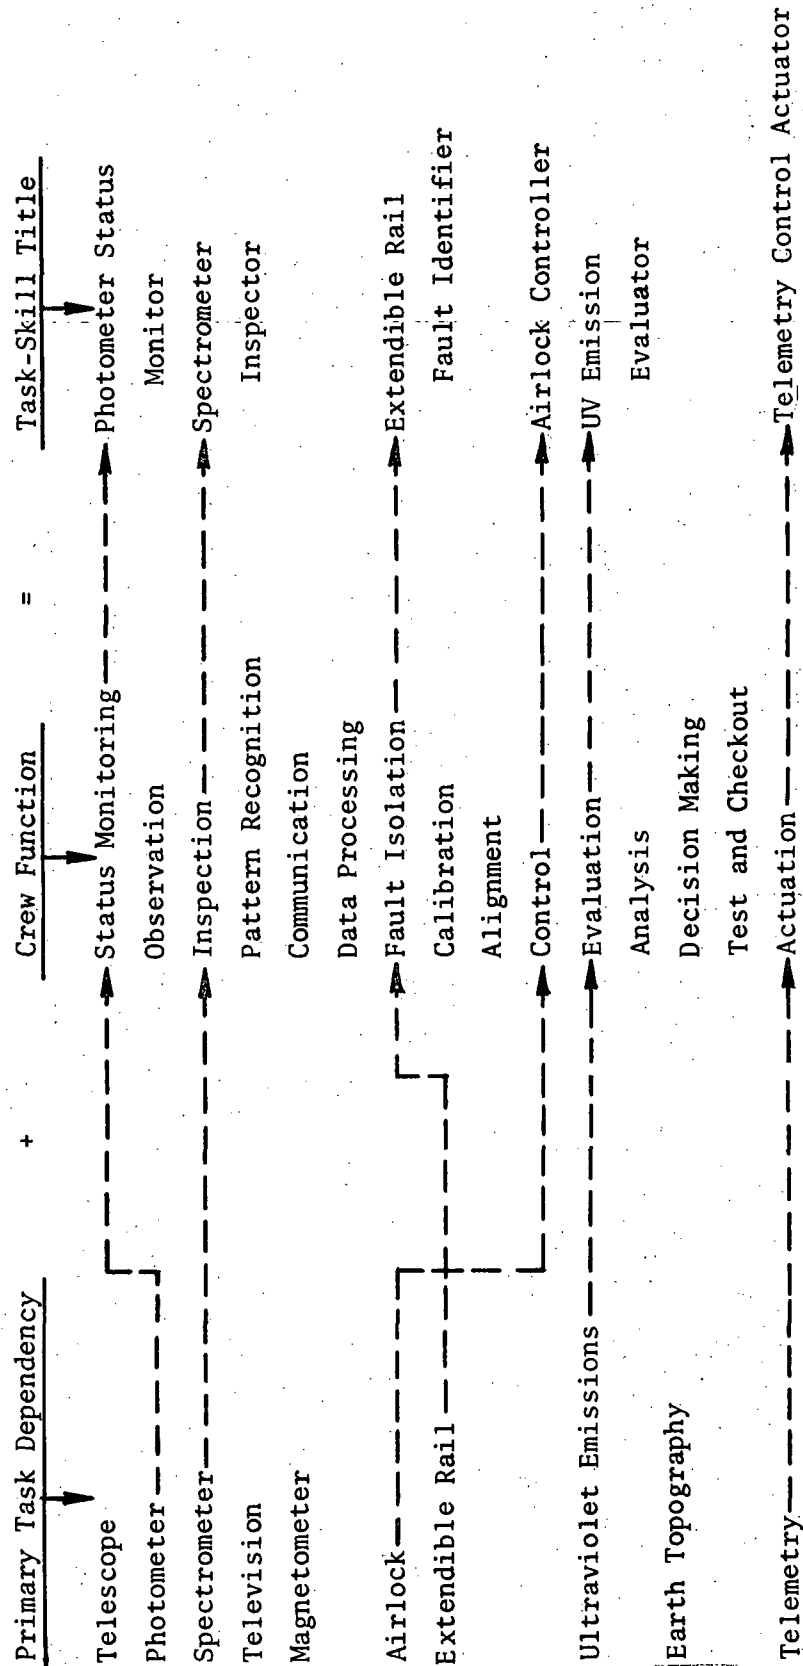 Primary Task Dependency + Crew Function = Task-Skill Title
Telescope Status Monitoring Photometer Status
Photometer Observation Monitor
Spectrometer Inspection Spectrometer
Television Pattern Recognition Inspector
Magnetometer Communication
Data Processing
Airlock Fault Isolation Extendible Rail
Extendible Rail Calibration Fault Identifier
Alignment
Control Airlock Controller
Ultraviolet Emissions Evaluation UV Emission
Analysis Evaluator
Earth Topography Decision Making
Test and Checkout
Telemetry Actuation Telemetry Control Actuator